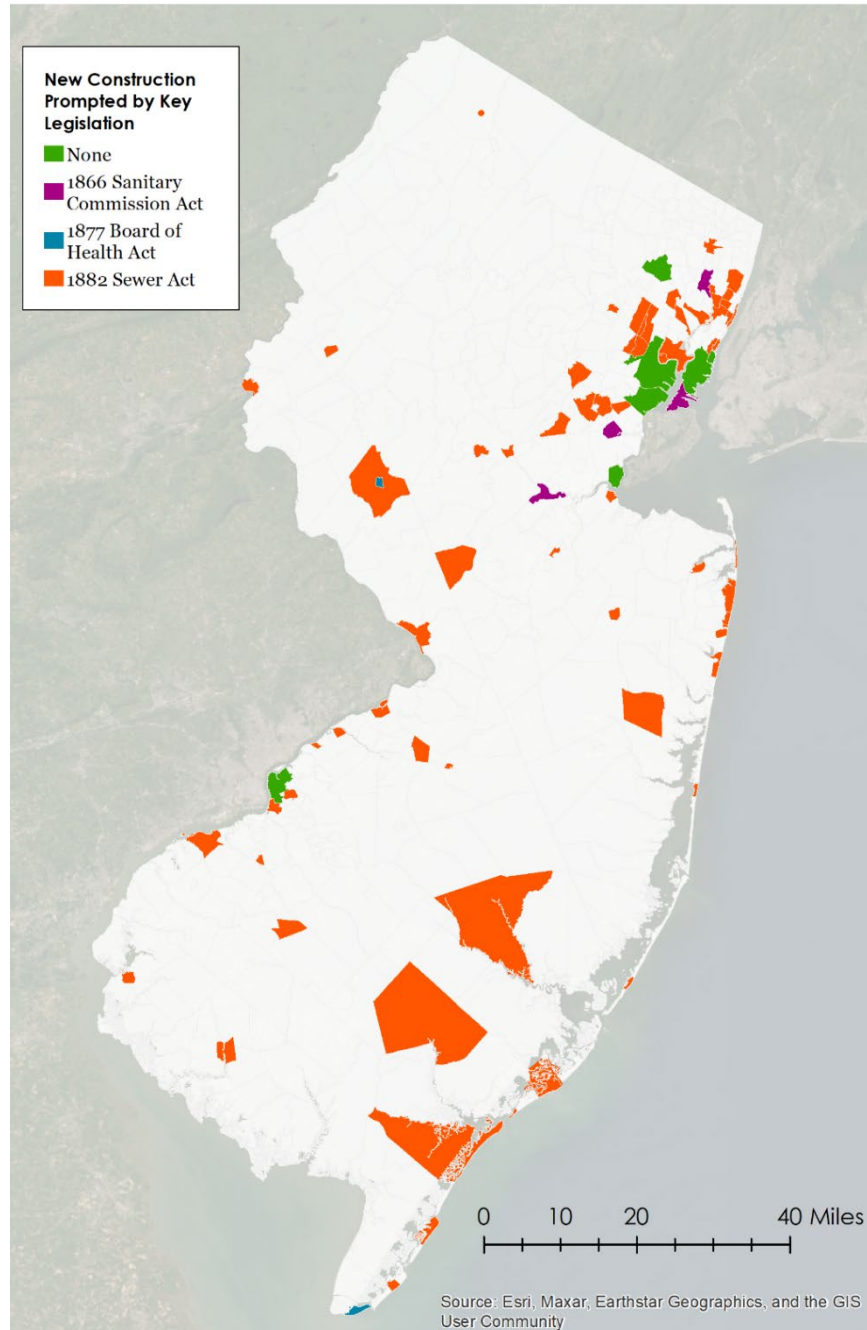 New Construction
Prompted by Key
Legislation
None
1866 Sanitary
Commission Act
1877 Board of
Health Act
1882 Sewer Act
0 10 20 40 Miles
Source: Esri, Maxar, Earthstar Geographics, and the GIS
User Community